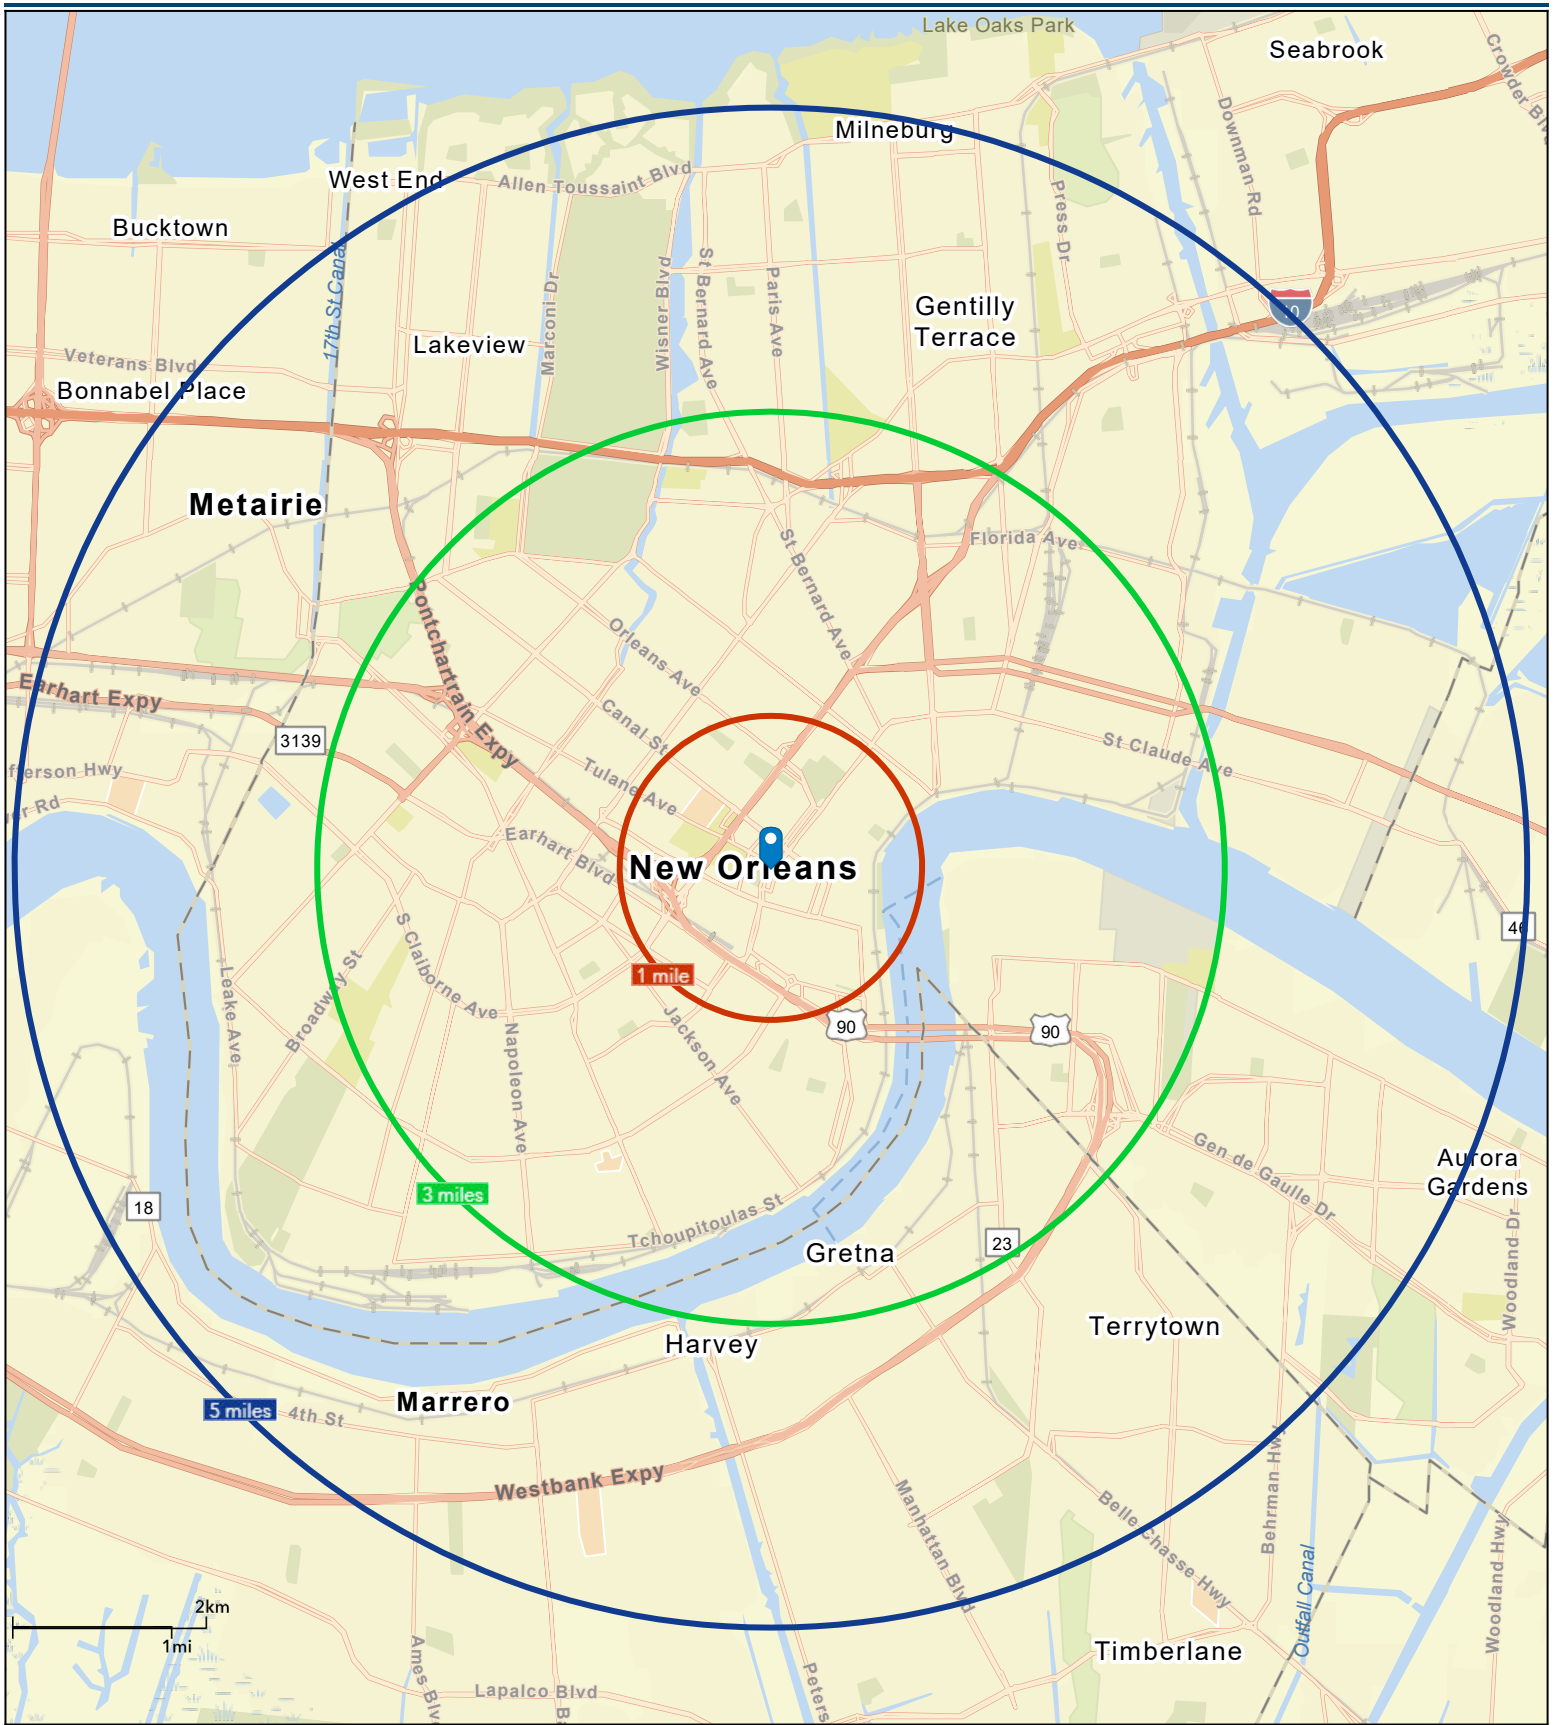 Lake Oaks Park
Seabrook
Crowder Blvd
Downman Rd
Milneburg
West End
Allen Toussaint Blvd
Press Dr
Bucktown
17th St Canal
Marconi Dr
Wisner Blvd
St Bernard Ave
Paris Ave
Gentilly
Terrace
Lakeview
Veterans Blvd
Bonnabel Place
Metairie
Florida Ave
St Bernard Ave
Pontchartrain Expy
Orleans Ave
Earhart Expy
Canal St
3139
St Claude Ave
fferson Hwy
Tulane Ave
er Rd
Earhart Blvd
New Orleans
46
S Claiborne Ave
Broadway St
Leake Ave
1 mile
Jackson Ave
Napoleon Ave
90
90
Gen de Gaulle Dr
Aurora
Gardens
3 miles
18
Tchoupitoulas St
Gretna
23
Woodland Dr
Terrytown
Harvey
Marrero
5 miles
4th St
Westbank Expy
Manhattan Blvd
Belle Chasse Hwy
Behrman Hwy
Outfall Canal
Woodland Hwy
2km
1mi
Timberlane
Ames Blv
Lapalco Blvd
Peters